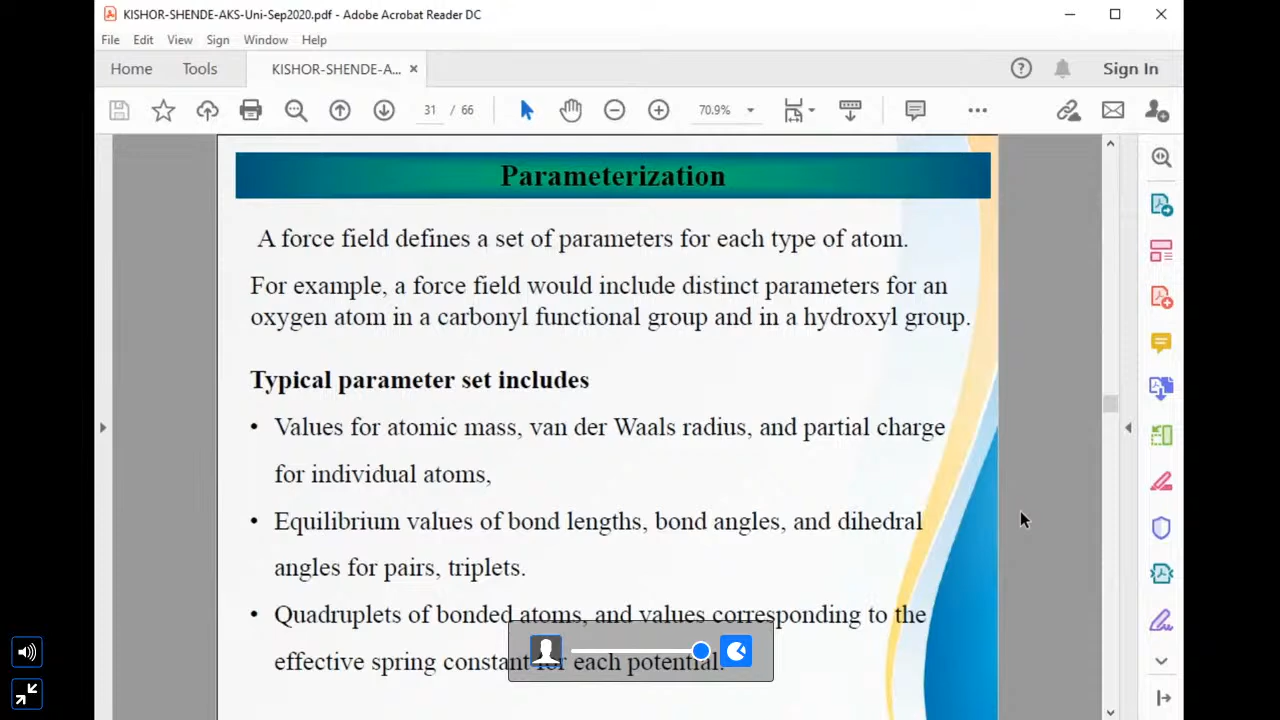 KISHOR-SHENDE-AKS-Uni-Sep2020.pdf - Adobe Acrobat Reader DC
File Edit View Sign Window Help
Home Tools KISHOR-SHENDE-A... × Sign In
31 / 66 70.9%
Parameterization
A force field defines a set of parameters for each type of atom.
For example, a force field would include distinct parameters for an
oxygen atom in a carbonyl functional group and in a hydroxyl group.
Typical parameter set includes
• Values for atomic mass, van der Waals radius, and partial charge
for individual atoms,
• Equilibrium values of bond lengths, bond angles, and dihedral
angles for pairs, triplets.
• Quadruplets of bonded atoms, and values corresponding to the
effective spring constant for each potential.